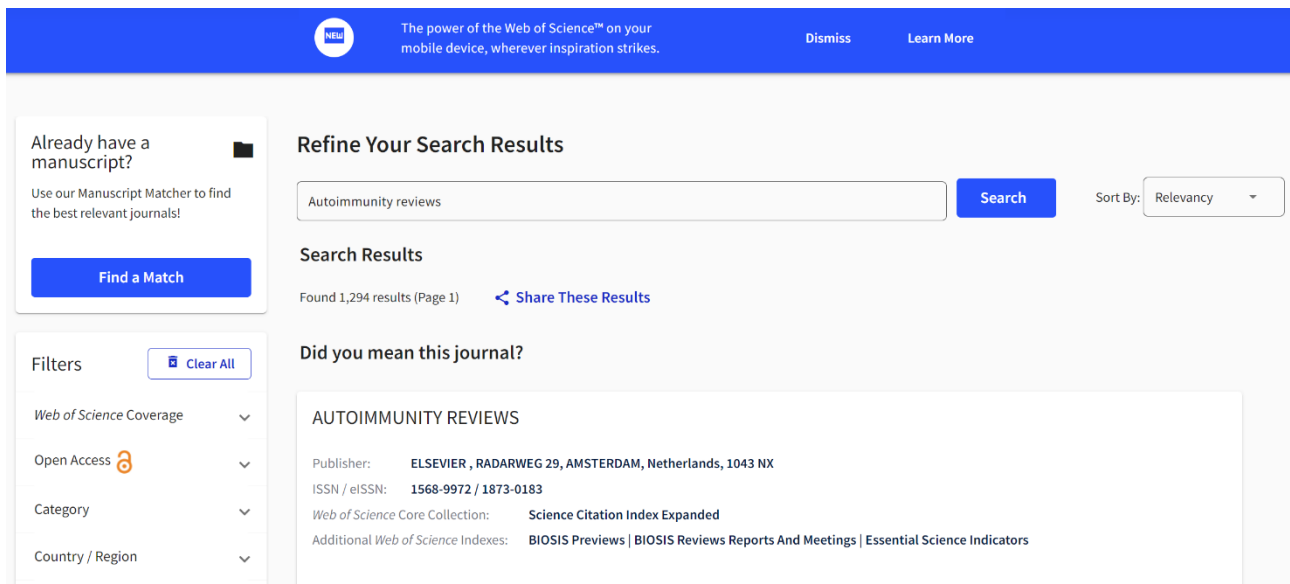 NEW
The power of the Web of Science™ on your
mobile device, wherever inspiration strikes.
Dismiss
Learn More
Already have a
manuscript?
Use our Manuscript Matcher to find
the best relevant journals!
Find a Match
Filters
Clear All
Web of Science Coverage
Open Access
Category
Country / Region
Refine Your Search Results
Autoimmunity reviews
Search
Sort By: Relevancy
Search Results
Found 1,294 results (Page 1)
Share These Results
Did you mean this journal?
AUTOIMMUNITY REVIEWS
Publisher: ELSEVIER , RADARWEG 29, AMSTERDAM, Netherlands, 1043 NX
ISSN / eISSN: 1568-9972 / 1873-0183
Web of Science Core Collection: Science Citation Index Expanded
Additional Web of Science Indexes: BIOSIS Previews | BIOSIS Reviews Reports And Meetings | Essential Science Indicators